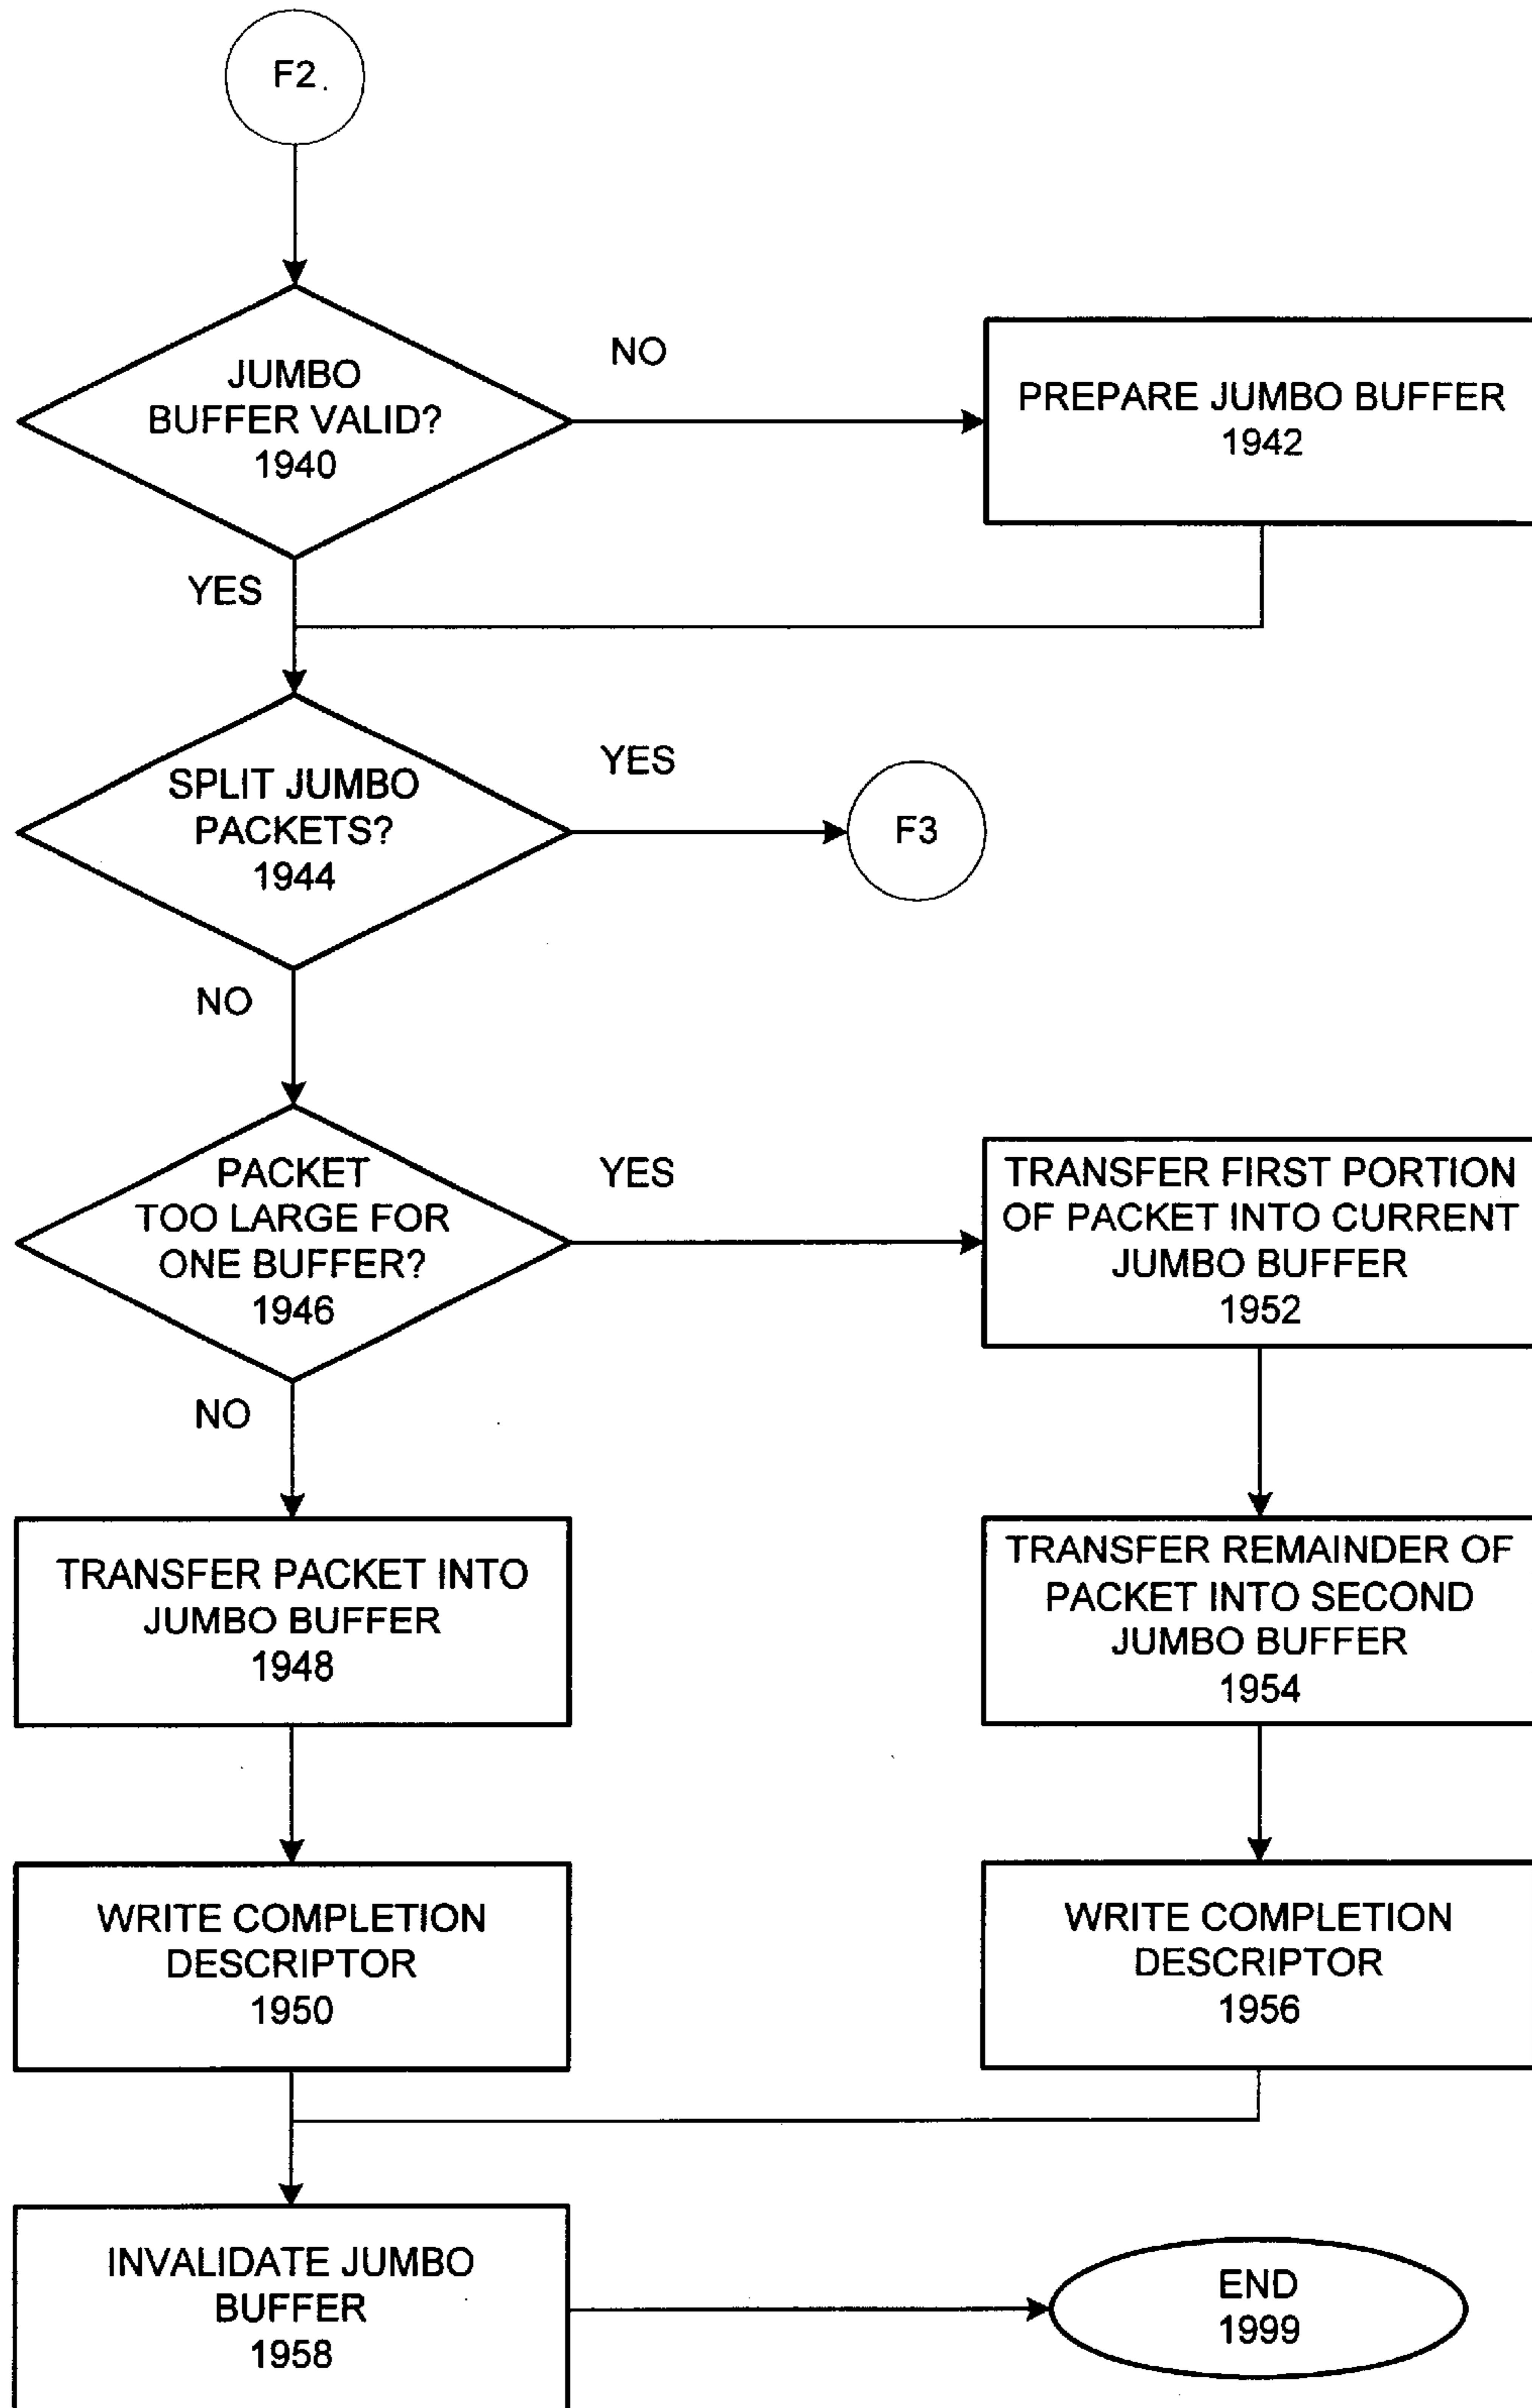 F2
JUMBO
BUFFER VALID?
1940
NO
PREPARE JUMBO BUFFER
1942
YES
SPLIT JUMBO
PACKETS?
1944
YES
F3
NO
PACKET
TOO LARGE FOR
ONE BUFFER?
1946
YES
TRANSFER FIRST PORTION
OF PACKET INTO CURRENT
JUMBO BUFFER
1952
NO
TRANSFER PACKET INTO
JUMBO BUFFER
1948
TRANSFER REMAINDER OF
PACKET INTO SECOND
JUMBO BUFFER
1954
WRITE COMPLETION
DESCRIPTOR
1950
WRITE COMPLETION
DESCRIPTOR
1956
INVALIDATE JUMBO
BUFFER
1958
END
1999